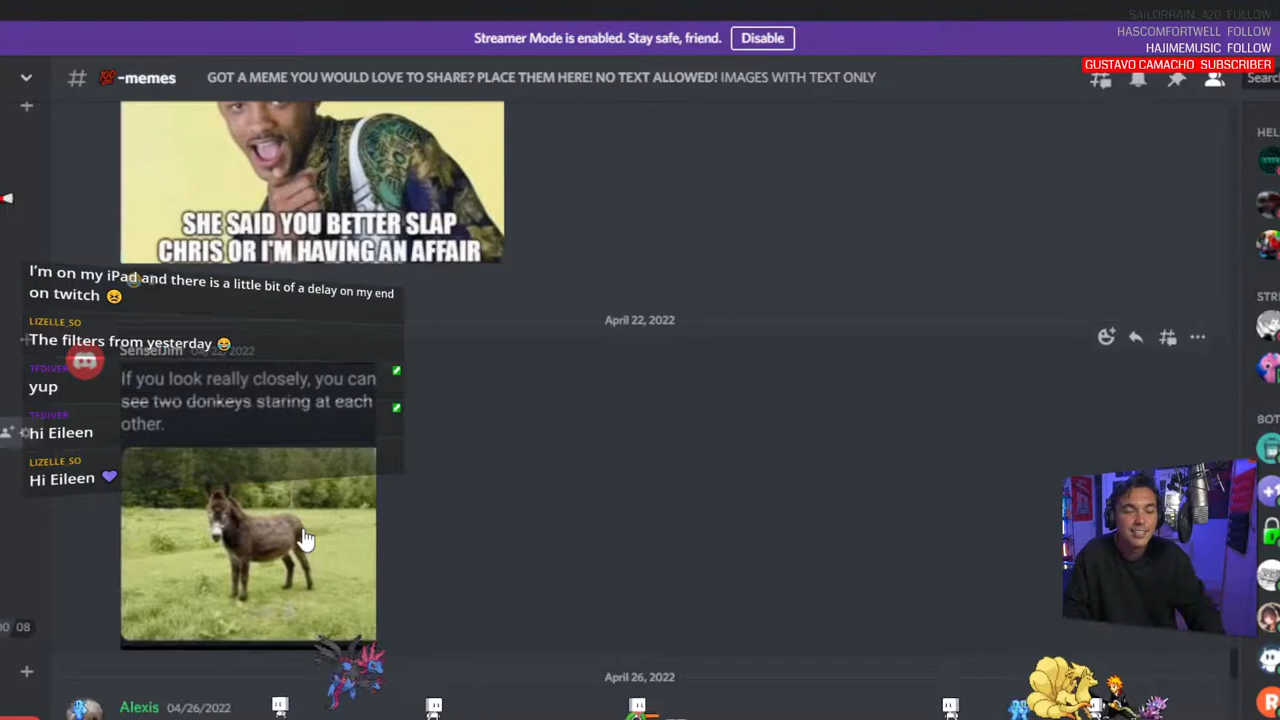 SAILORRAIN_420 FOLLOW
HASCOMFORTWELL FOLLOW
HAJIMEMUSIC FOLLOW
GUSTAVO CAMACHO SUBSCRIBER
Streamer Mode is enabled. Stay safe, friend. Disable
# 💯-memes GOT A MEME YOU WOULD LOVE TO SHARE? PLACE THEM HERE! NO TEXT ALLOWED! IMAGES WITH TEXT ONLY
SHE SAID YOU BETTER SLAP
CHRIS OR I'M HAVING AN AFFAIR
I'm on my iPad and there is a little bit of a delay on my end
on twitch 😣
April 22, 2022
LIZELLE_SO
The filters from yesterday 😂
SenseiJim 04/22/2022
TFDIVER
yup
If you look really closely, you can
see two donkeys staring at each
other.
TFDIVER
hi Eileen
LIZELLE_SO
Hi Eileen 💜
08
April 26, 2022
Alexis 04/26/2022